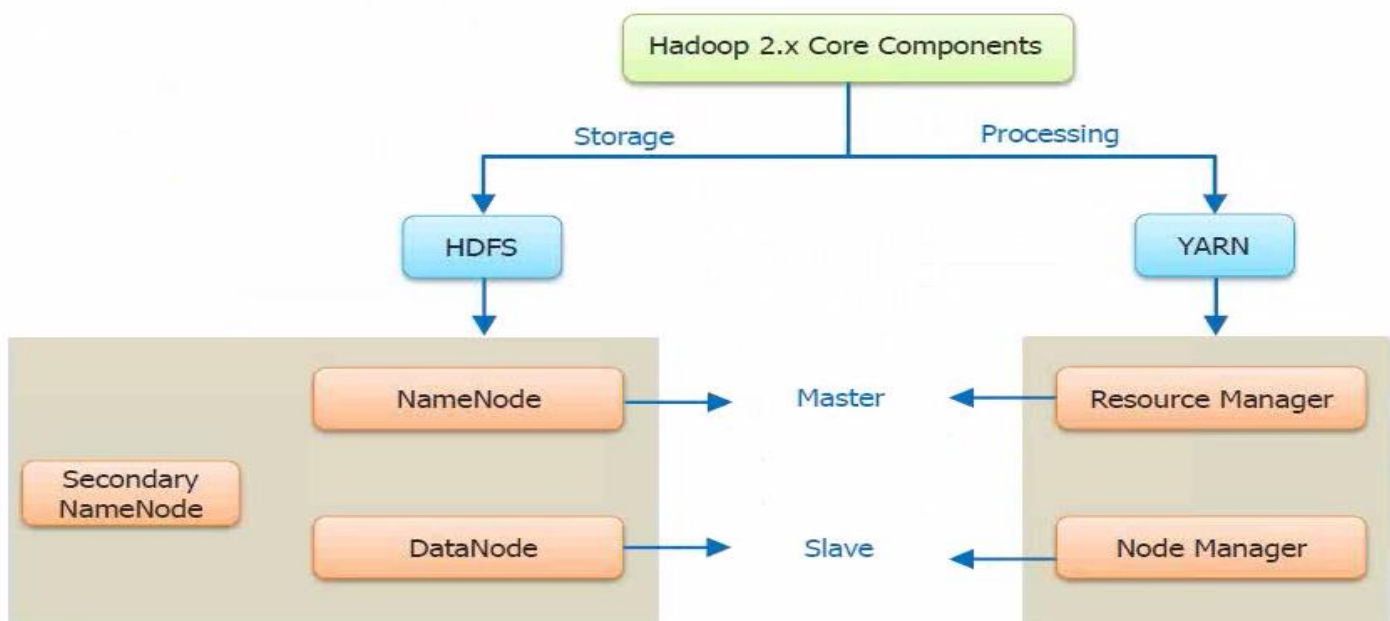 Hadoop 2.x Core Components
Storage
Processing
HDFS
YARN
NameNode
Master
Resource Manager
Secondary
NameNode
DataNode
Slave
Node Manager